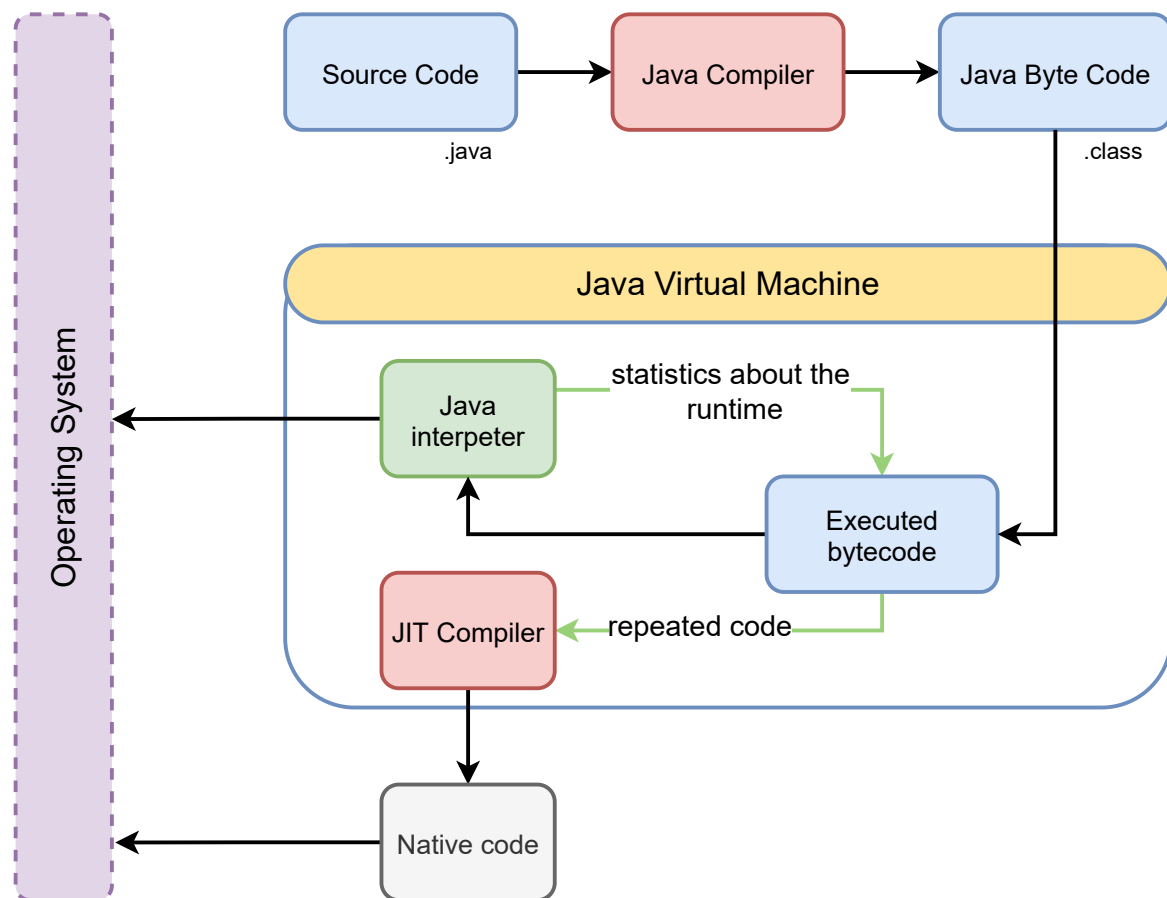 Source Code
Java Compiler
Java Byte Code
.java
.class
Java Virtual Machine
Operating System
Java
interpeter
statistics about the
runtime
Executed
bytecode
JIT Compiler
repeated code
Native code